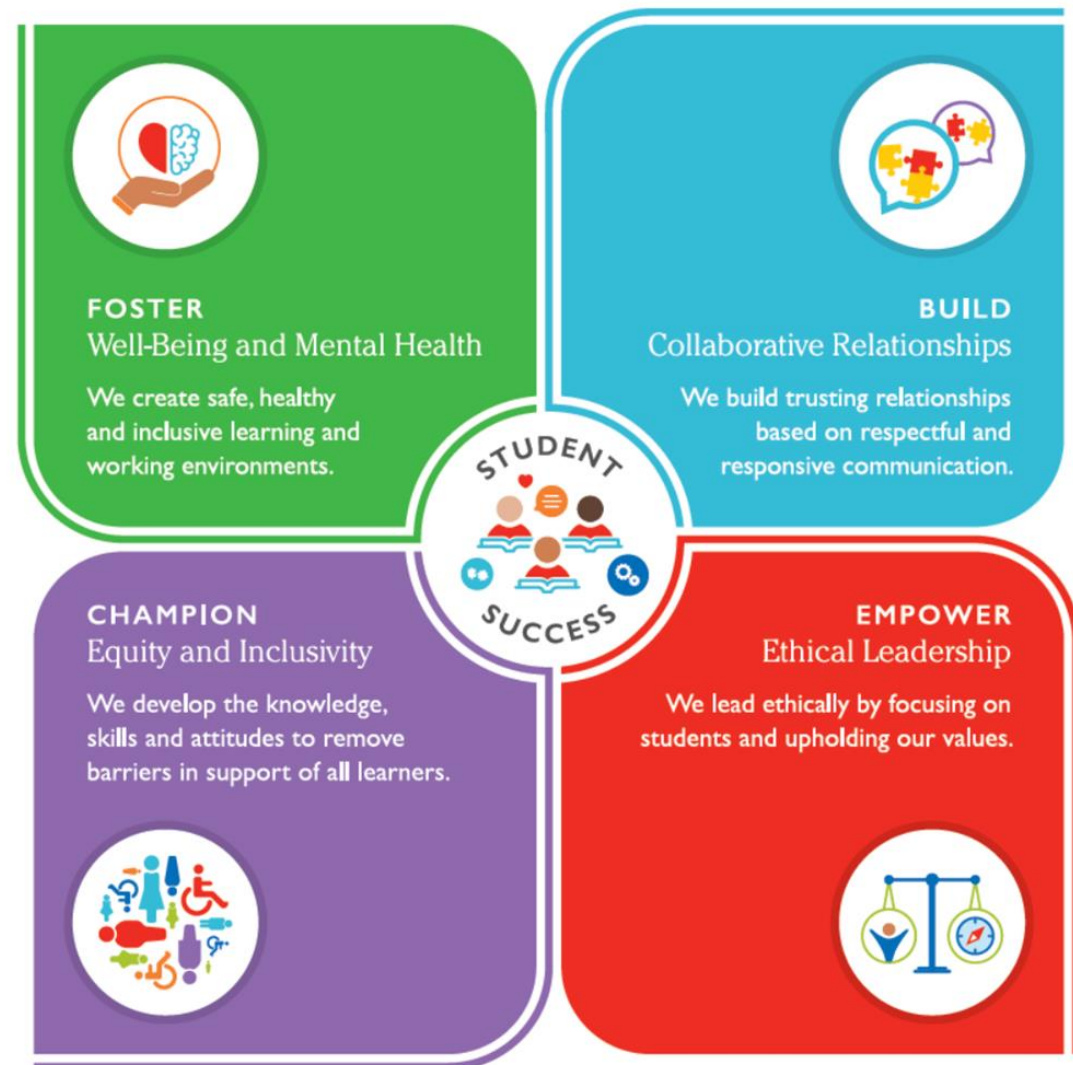 FOSTER
Well-Being and Mental Health
We create safe, healthy
and inclusive learning and
working environments.
BUILD
Collaborative Relationships
We build trusting relationships
based on respectful and
responsive communication.
STUDENT
SUCCESS
CHAMPION
Equity and Inclusivity
We develop the knowledge,
skills and attitudes to remove
barriers in support of all learners.
EMPOWER
Ethical Leadership
We lead ethically by focusing on
students and upholding our values.